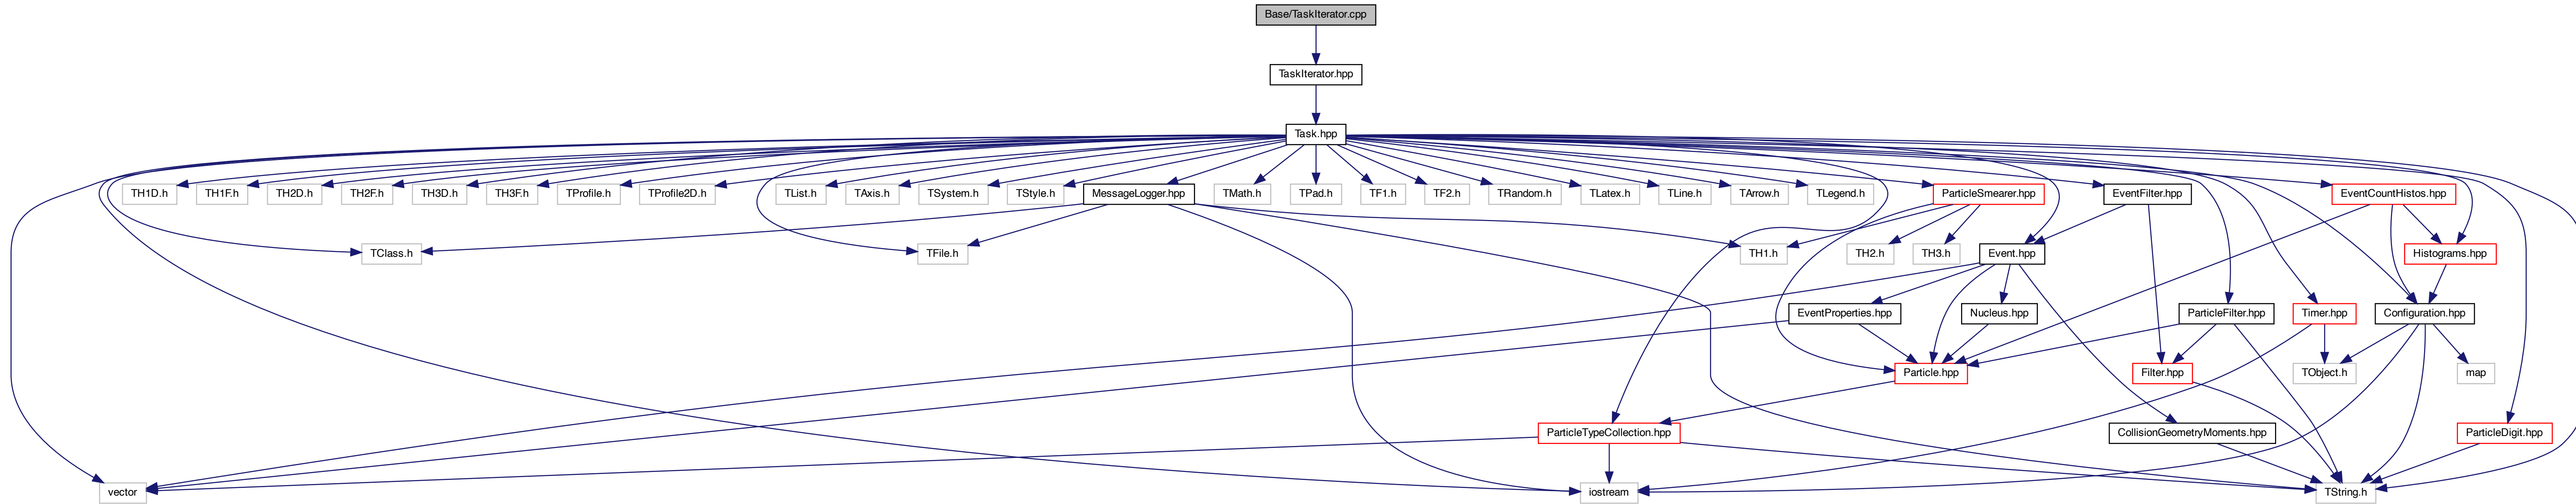 Base/TaskIterator.cpp
TaskIterator.hpp
Task.hpp
TH1D.h
TH1F.h
TH2D.h
TH2F.h
TH3D.h
TH3F.h
TProfile.h
TProfile2D.h
TList.h
TAxis.h
TSystem.h
TStyle.h
MessageLogger.hpp
TMath.h
TPad.h
TF1.h
TF2.h
TRandom.h
TLatex.h
TLine.h
TArrow.h
TLegend.h
ParticleSmearer.hpp
EventFilter.hpp
EventCountHistos.hpp
TClass.h
TFile.h
TH1.h
TH2.h
TH3.h
Event.hpp
Histograms.hpp
EventProperties.hpp
Nucleus.hpp
ParticleFilter.hpp
Timer.hpp
Configuration.hpp
Particle.hpp
Filter.hpp
TObject.h
map
ParticleTypeCollection.hpp
CollisionGeometryMoments.hpp
ParticleDigit.hpp
vector
iostream
TString.h